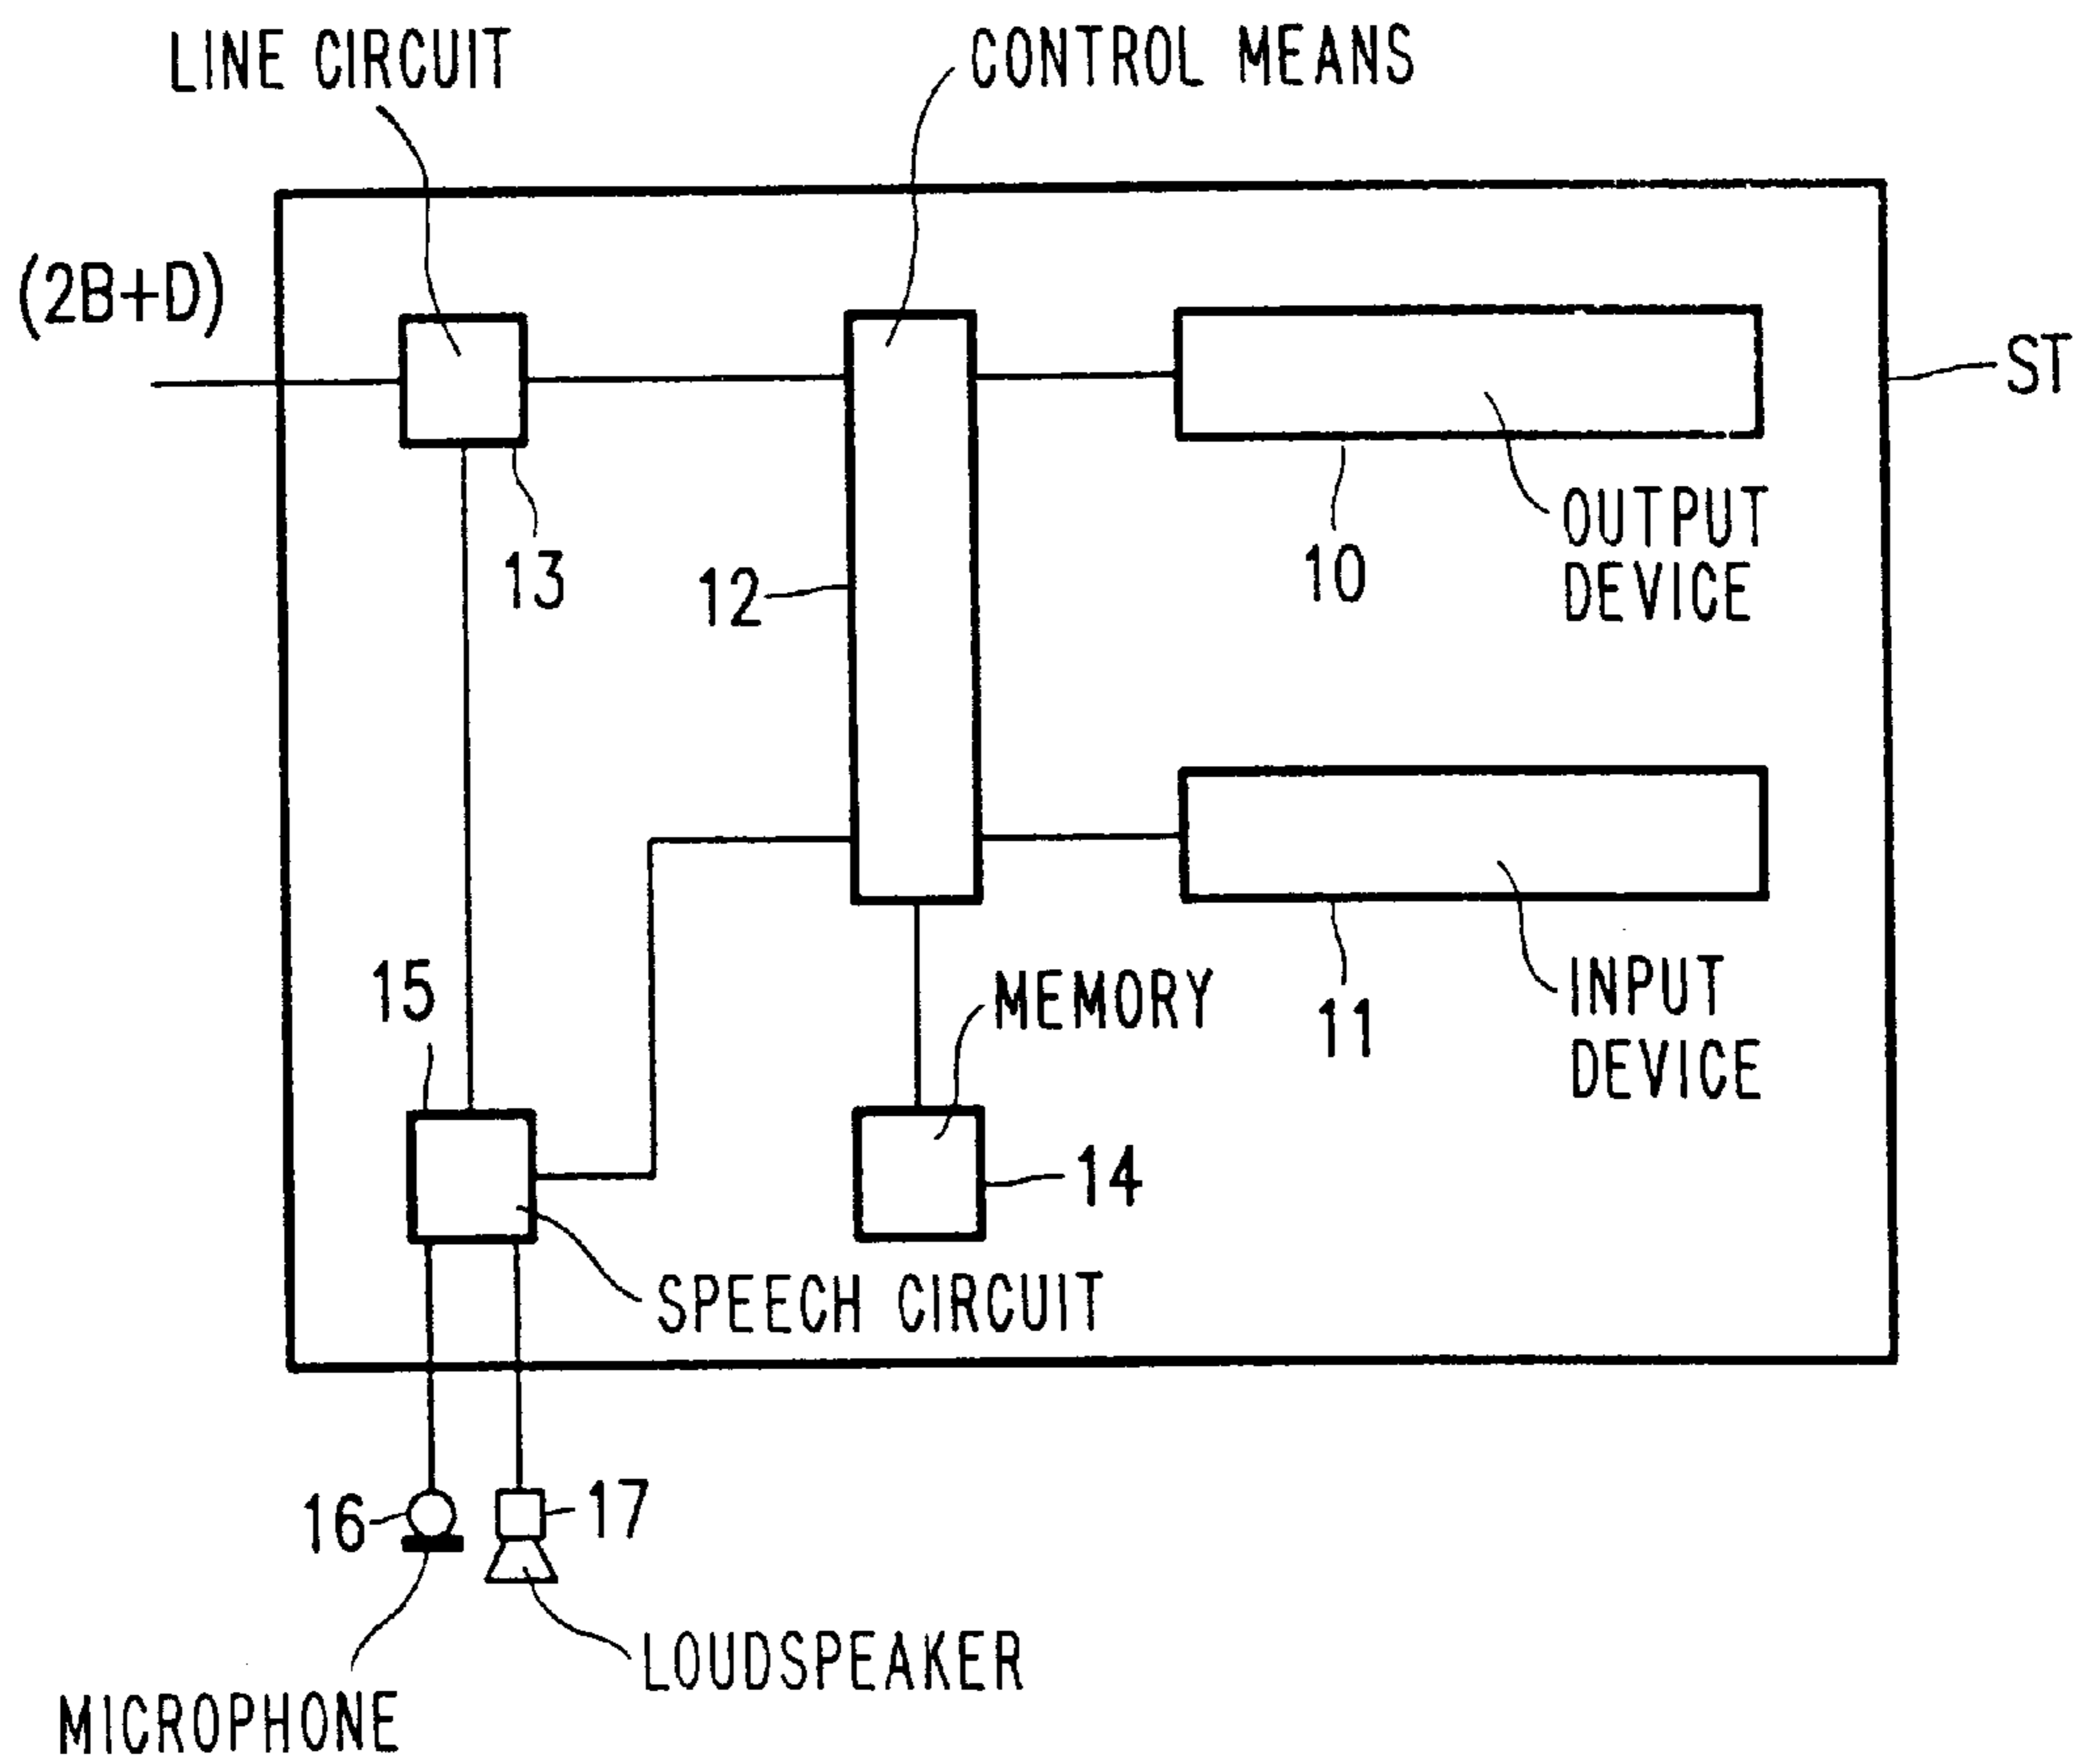 LINE CIRCUIT
CONTROL MEANS
(2B+D)
ST
13
12
10
OUTPUT
DEVICE
15
MEMORY
11
INPUT
DEVICE
14
SPEECH CIRCUIT
16
17
LOUDSPEAKER
MICROPHONE